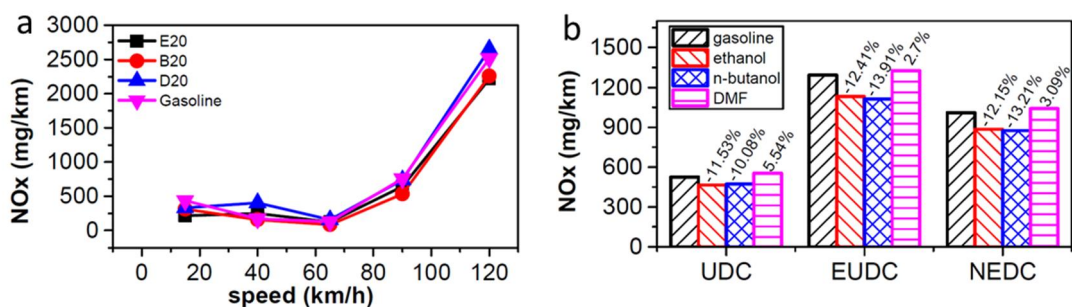 a
NOx (mg/km)
3000
2500
2000
1500
1000
500
0
E20
B20
D20
Gasoline
0 20 40 60 80 100 120
speed (km/h)
b
NOx (mg/km)
1500
1200
900
600
300
0
gasoline
ethanol
n-butanol
DMF
-11.53%
-10.08%
5.54%
-12.41%
-13.91%
2.7%
-12.15%
-13.21%
3.09%
UDC EUDC NEDC